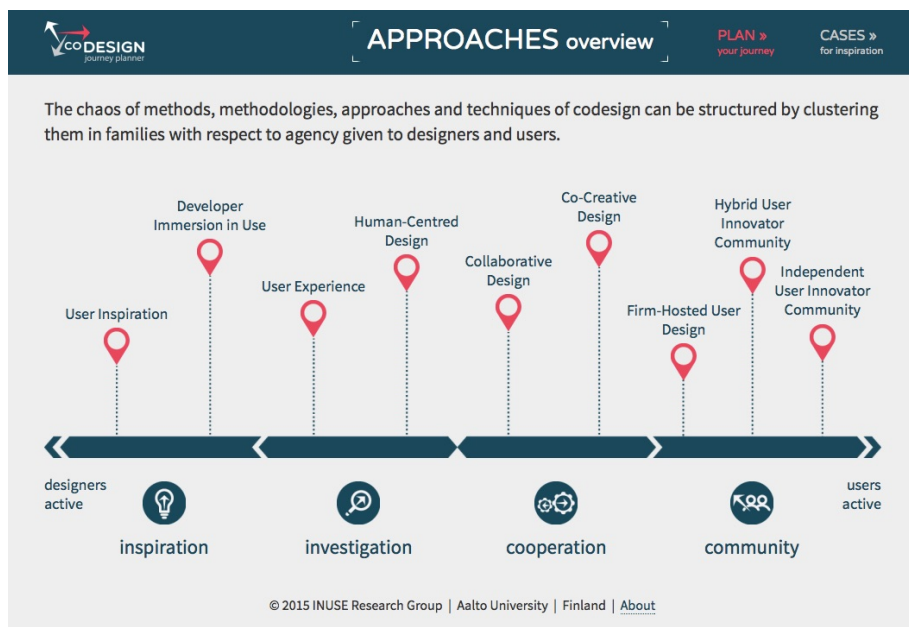 CODESIGN
journey planner
APPROACHES overview
PLAN »
your journey
CASES »
for inspiration
The chaos of methods, methodologies, approaches and techniques of codesign can be structured by clustering
them in families with respect to agency given to designers and users.
User Inspiration
Developer
Immersion in Use
User Experience
Human-Centred
Design
Collaborative
Design
Co-Creative
Design
Firm-Hosted User
Design
Hybrid User
Innovator
Community
Independent
User Innovator
Community
designers
active
users
active
inspiration
investigation
cooperation
community
© 2015 INUSE Research Group | Aalto University | Finland | About